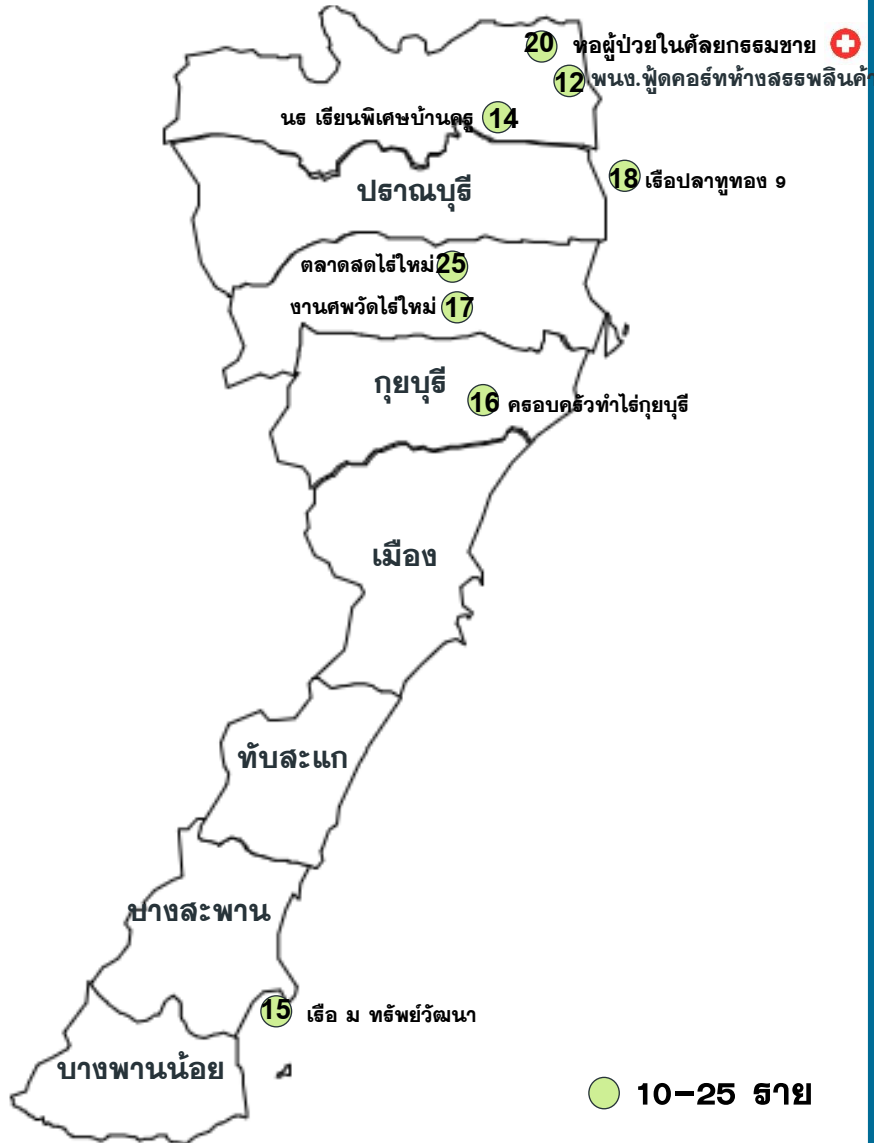 20 หอผู้ป่วยในศัลยกรรมชาย
12 พนง.ฟู้ดคอร์ทห้างสรรพสินค้า
นร เรียนพิเศษบ้านครู 14
18 เรือปลาทูทอง 9
ปราณบุรี
ตลาดสดไร่ใหม่ 25
งานศพวัดไร่ใหม่ 17
กุยบุรี
16 ครอบครัวทำไร่กุยบุรี
เมือง
ทับสะแก
บางสะพาน
15 เรือ ม ทรัพย์วัฒนา
บางพานน้อย
10-25 ราย